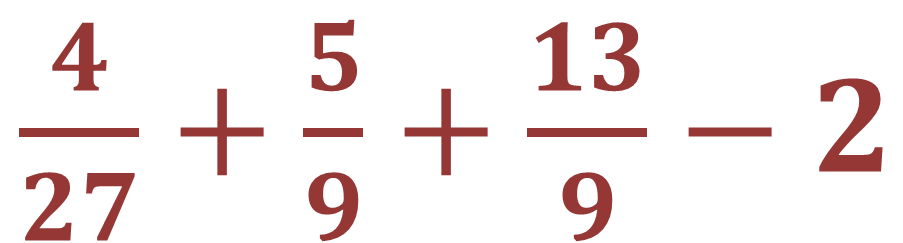 4/27 + 5/9 + 13/9 − 2